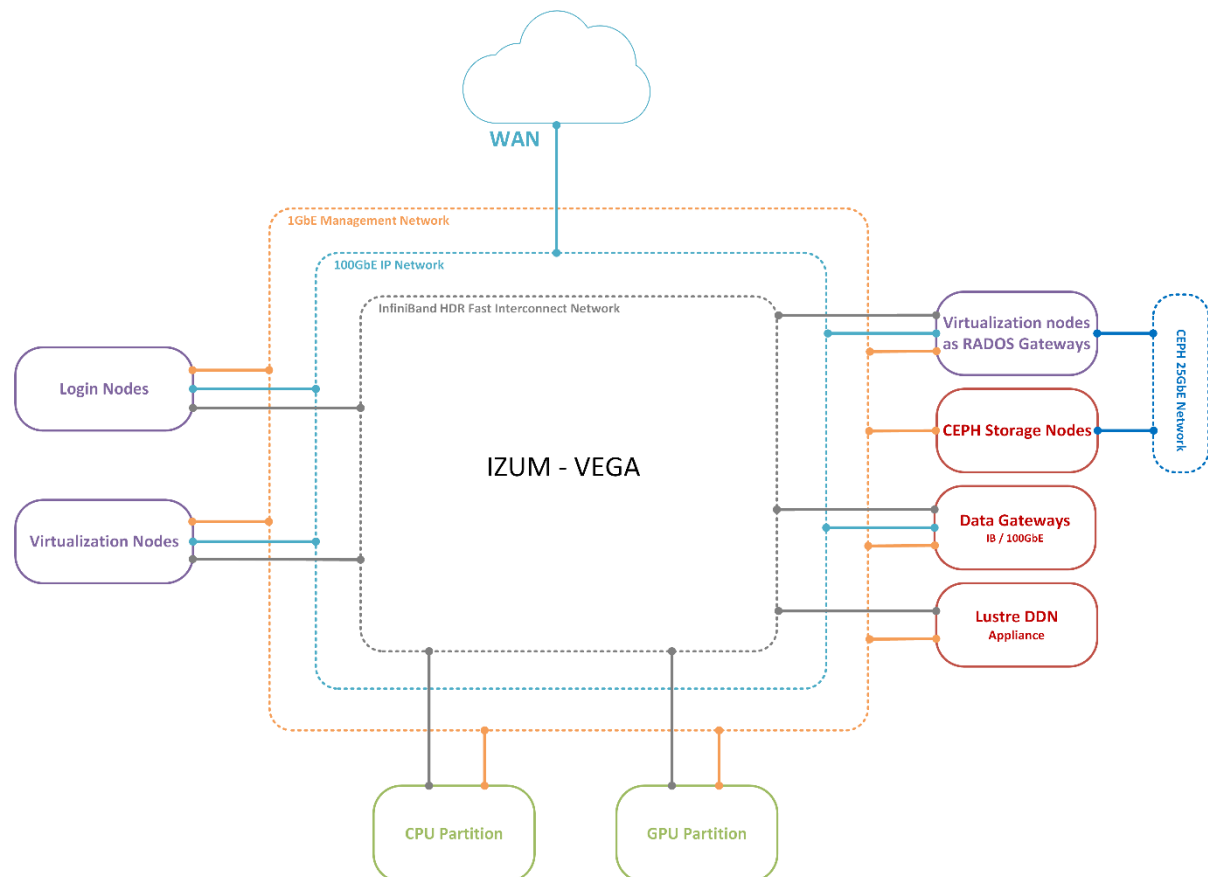 WAN
1GbE Management Network
100GbE IP Network
InfiniBand HDR Fast Interconnect Network
Login Nodes
Virtualization Nodes
IZUM - VEGA
Virtualization nodes
as RADOS Gateways
CEPH Storage Nodes
Data Gateways
IB / 100GbE
Lustre DDN
Appliance
CEPH 25GbE Network
CPU Partition
GPU Partition